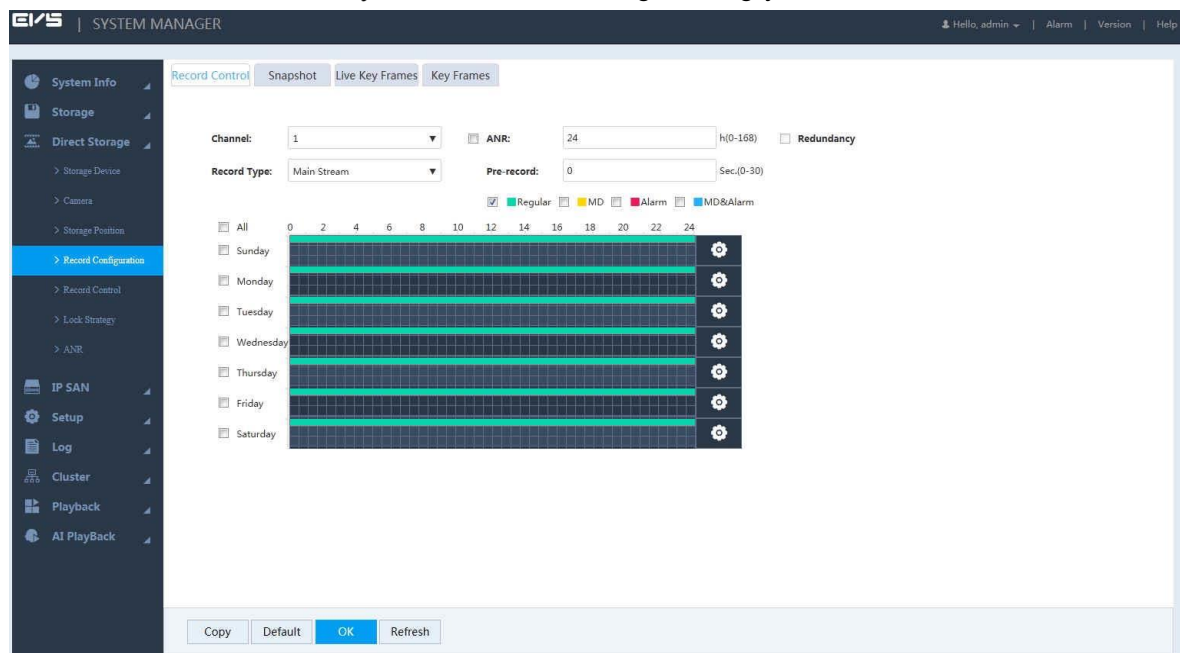 EIVS | SYSTEM MANAGER
Hello, admin | Alarm | Version | Help
System Info
Storage
Direct Storage
> Storage Device
> Camera
> Storage Position
> Record Configuration
> Record Control
> Lock Strategy
> ANR
IP SAN
Setup
Log
Cluster
Playback
AI PlayBack
Record Control Snapshot Live Key Frames Key Frames
Channel: 1 ANR: 24 h(0-168) Redundancy
Record Type: Main Stream Pre-record: 0 Sec.(0-30)
Regular MD Alarm MD&Alarm
All 0 2 4 6 8 10 12 14 16 18 20 22 24
Sunday
Monday
Tuesday
Wednesday
Thursday
Friday
Saturday
Copy Default OK Refresh